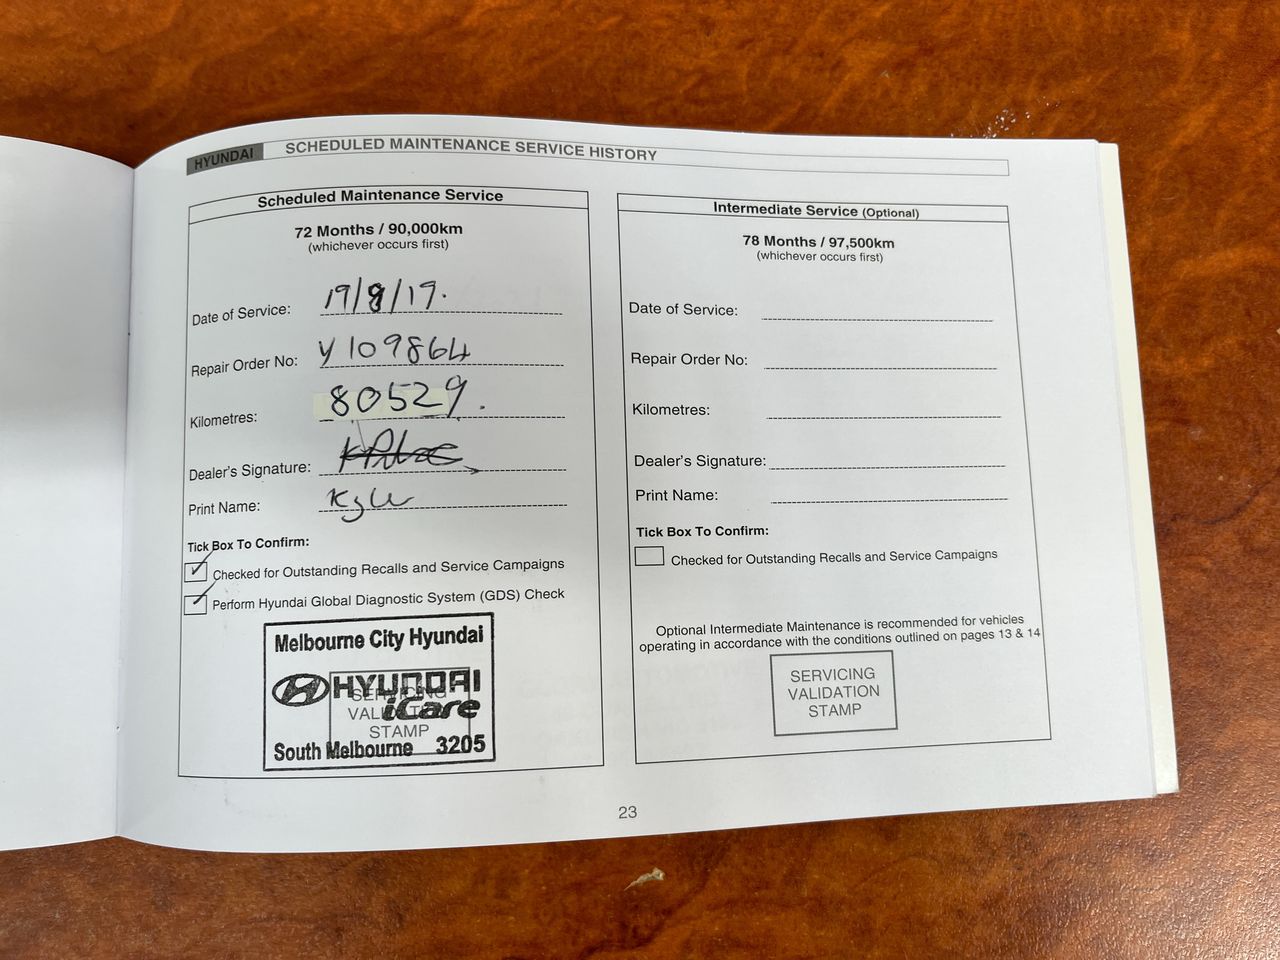 HYUNDAI SCHEDULED MAINTENANCE SERVICE HISTORY
Scheduled Maintenance Service
72 Months / 90,000km
(whichever occurs first)
Date of Service: 19/8/19.
Repair Order No: Y109864
Kilometres: 80529.
Dealer's Signature:
Print Name: Kyle
Tick Box To Confirm:
Checked for Outstanding Recalls and Service Campaigns
Perform Hyundai Global Diagnostic System (GDS) Check
Melbourne City Hyundai
HYUNDAI
iCare
South Melbourne 3205
SERVICING
VALIDATION
STAMP
Intermediate Service (Optional)
78 Months / 97,500km
(whichever occurs first)
Date of Service:
Repair Order No:
Kilometres:
Dealer's Signature:
Print Name:
Tick Box To Confirm:
Checked for Outstanding Recalls and Service Campaigns
Optional Intermediate Maintenance is recommended for vehicles
operating in accordance with the conditions outlined on pages 13 & 14
SERVICING
VALIDATION
STAMP
23